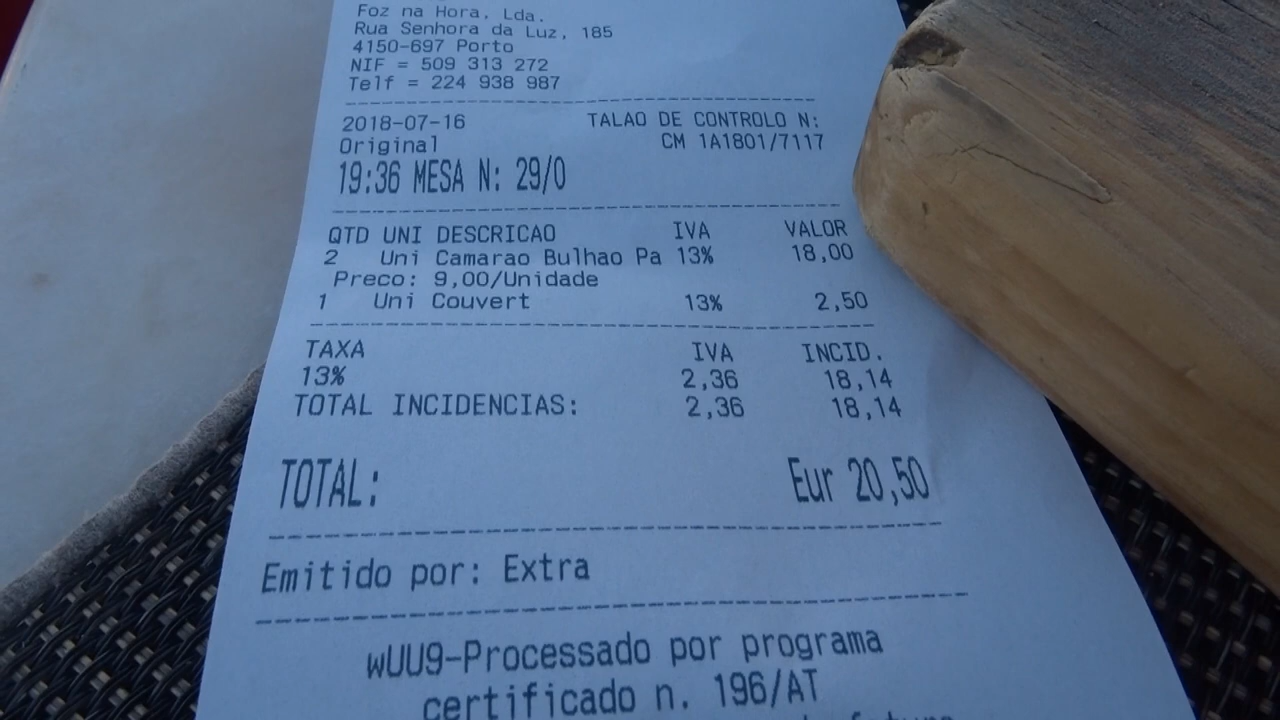 Foz na Hora, Lda.
Rua Senhora da Luz, 185
4150-697 Porto
NIF = 509 313 272
Telf = 224 938 987
2018-07-16 TALAO DE CONTROLO N:
Original CM 1A1801/7117
19:36 MESA N: 29/0
QTD UNI DESCRICAO IVA VALOR
2 Uni Camarao Bulhao Pa 13% 18,00
Preco: 9,00/Unidade
1 Uni Couvert 13% 2,50
TAXA IVA INCID.
13% 2,36 18,14
TOTAL INCIDENCIAS: 2,36 18,14
TOTAL: Eur 20,50
Emitido por: Extra
wUU9-Processado por programa
certificado n. 196/AT